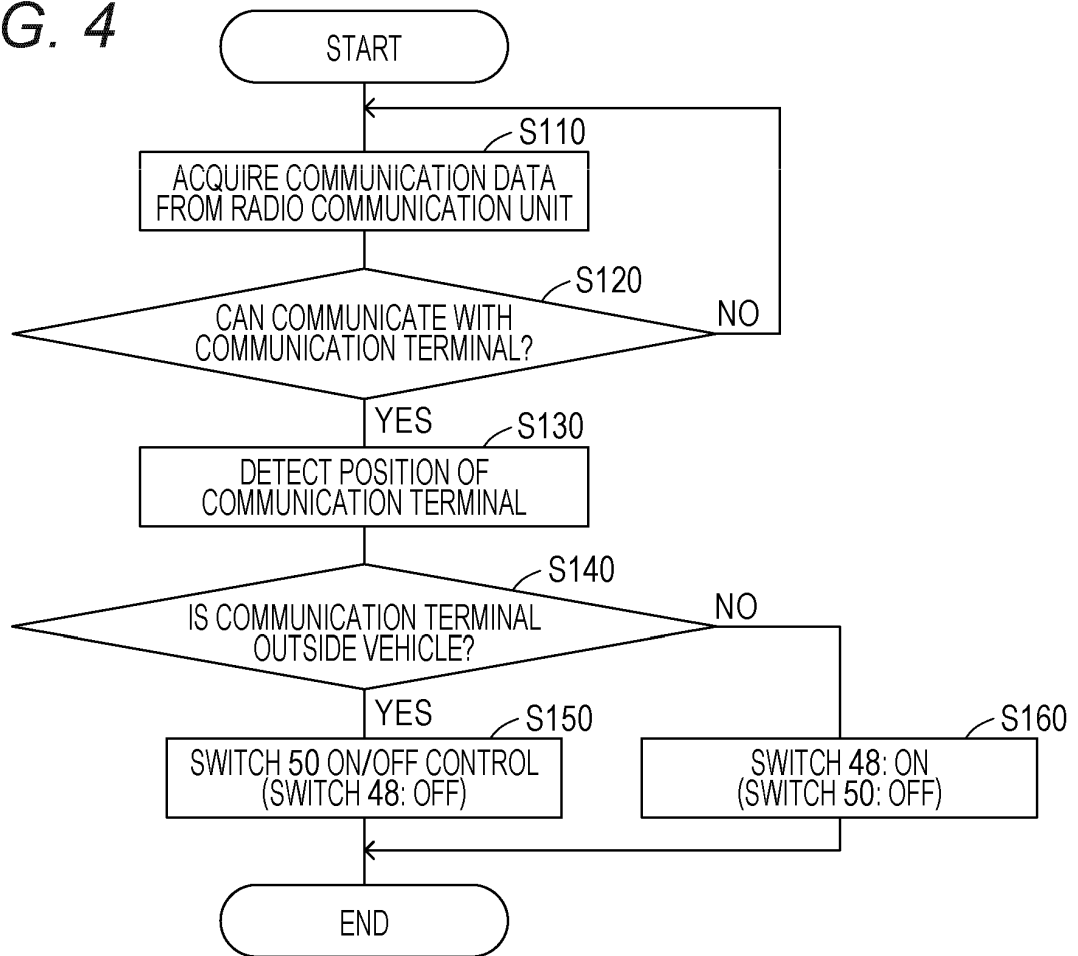 G. 4
START
S110
ACQUIRE COMMUNICATION DATA
FROM RADIO COMMUNICATION UNIT
S120
CAN COMMUNICATE WITH
COMMUNICATION TERMINAL?
NO
YES
S130
DETECT POSITION OF
COMMUNICATION TERMINAL
S140
IS COMMUNICATION TERMINAL
OUTSIDE VEHICLE?
NO
YES
S150
SWITCH 50 ON/OFF CONTROL
(SWITCH 48: OFF)
S160
SWITCH 48: ON
(SWITCH 50: OFF)
END